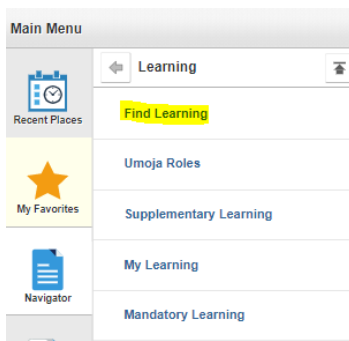 Main Menu
Learning
Recent Places
Find Learning
Umoja Roles
My Favorites
Supplementary Learning
My Learning
Navigator
Mandatory Learning